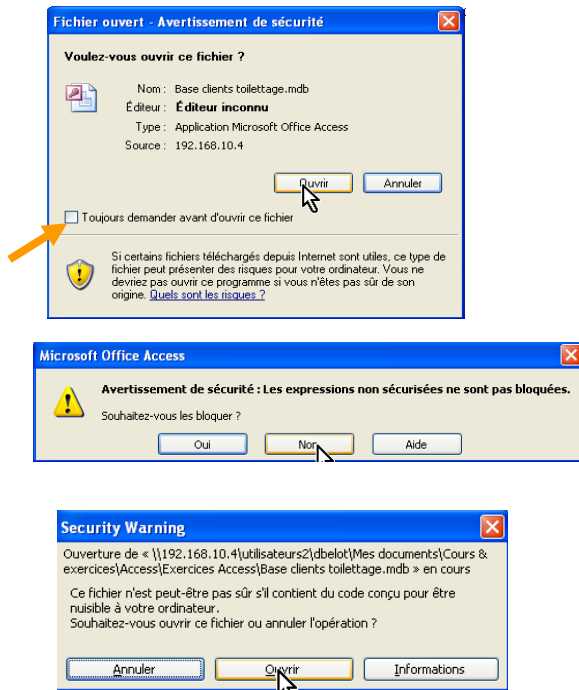 Fichier ouvert - Avertissement de sécurité
Voulez-vous ouvrir ce fichier ?
Nom : Base clients toilettage.mdb
Éditeur : Éditeur inconnu
Type : Application Microsoft Office Access
Source : 192.168.10.4
Ouvrir Annuler
Toujours demander avant d'ouvrir ce fichier
Si certains fichiers téléchargés depuis Internet sont utiles, ce type de
fichier peut présenter des risques pour votre ordinateur. Vous ne
devriez pas ouvrir ce programme si vous n'êtes pas sûr de son
origine. Quels sont les risques ?
Microsoft Office Access
Avertissement de sécurité : Les expressions non sécurisées ne sont pas bloquées.
Souhaitez-vous les bloquer ?
Oui Non Aide
Security Warning
Ouverture de « \\192.168.10.4\utilisateurs2\dbelot\Mes documents\Cours &
exercices\Access\Exercices Access\Base clients toilettage.mdb » en cours
Ce fichier n'est peut-être pas sûr s'il contient du code conçu pour être
nuisible à votre ordinateur.
Souhaitez-vous ouvrir ce fichier ou annuler l'opération ?
Annuler Ouvrir Informations